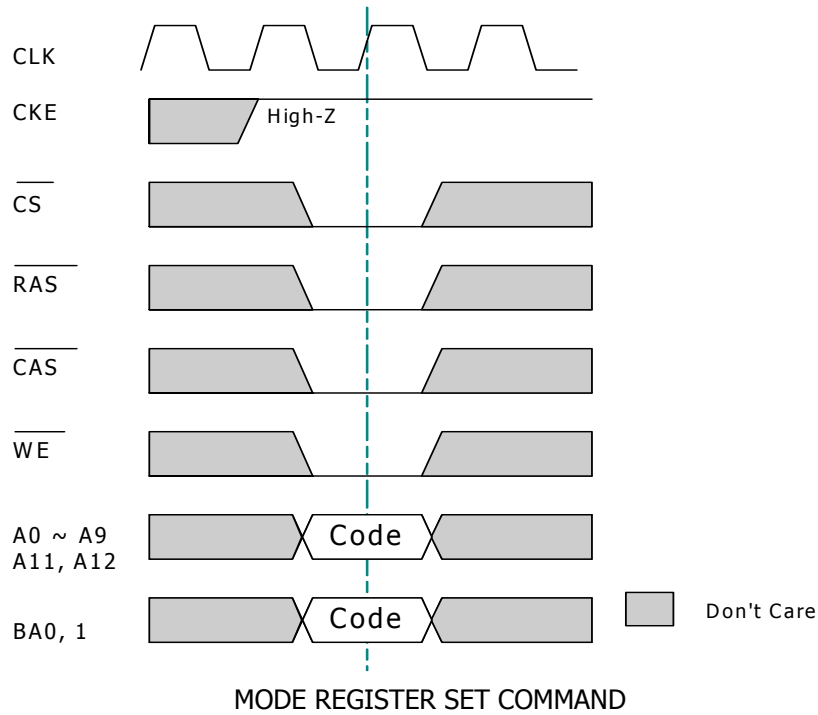 CLK
CKE
High-Z
CS
RAS
CAS
WE
A0 ~ A9
A11, A12
Code
BA0, 1
Code
Don't Care
MODE REGISTER SET COMMAND